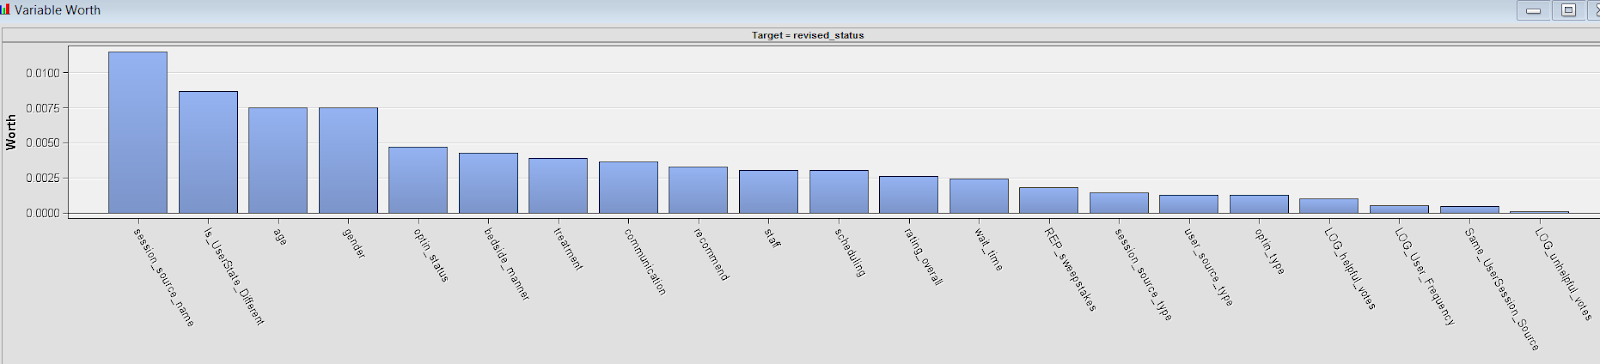 Variable Worth
Target = revised_status
Worth
0.0100
0.0075
0.0050
0.0025
0.0000
session_source_name
Is_UserState_Different
age
gender
optin_status
bedside_manner
treatment
communication
recommend
staff
scheduling
rating_overall
wait_time
REP_sweepstakes
session_source_type
user_source_type
optin_type
LOG_helpful_votes
LOG_User_Frequency
Same_UserSession_Source
LOG_unhelpful_votes